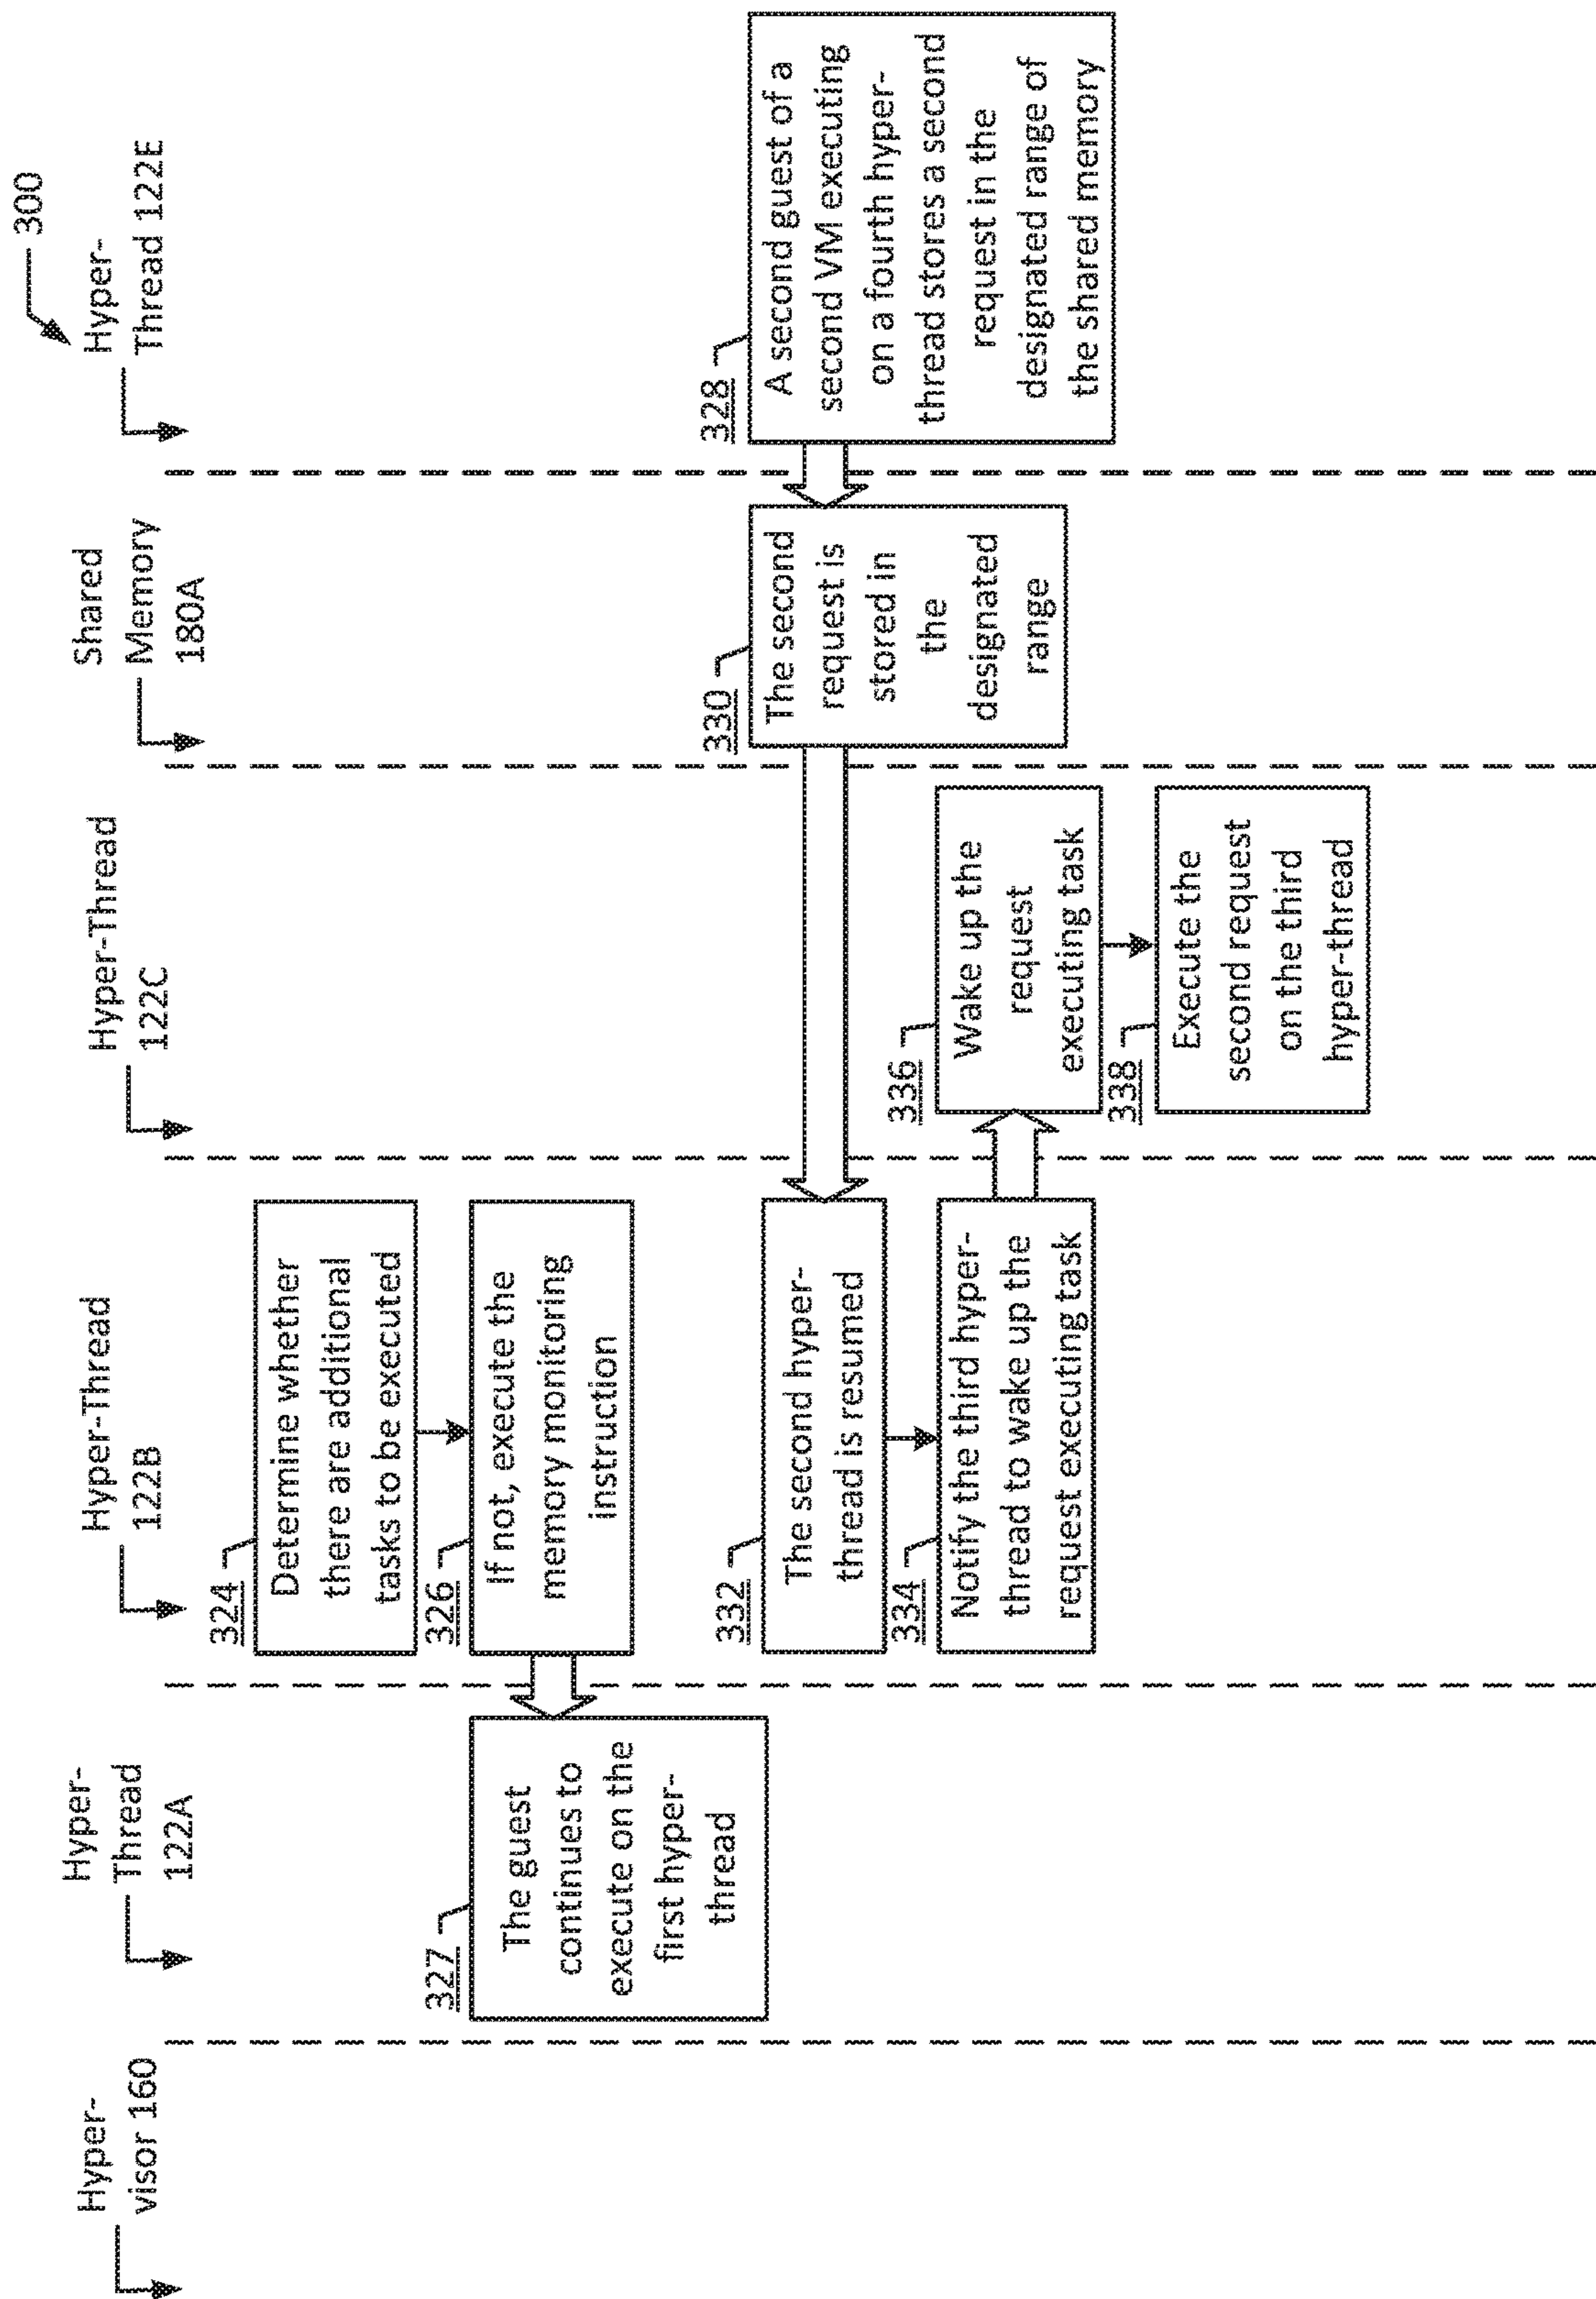 300
Hyper-
visor 160
Hyper-
Thread
122A
Hyper-Thread
122B
Hyper-Thread
122C
Shared
Memory
180A
Hyper-
Thread 122E
324
Determine whether
there are additional
tasks to be executed
326
If not, execute the
memory monitoring
instruction
327
The guest
continues to
execute on the
first hyper-
thread
328
A second guest of a
second VM executing
on a fourth hyper-
thread stores a second
request in the
designated range of
the shared memory
330
The second
request is
stored in
the
designated
range
332
The second hyper-
thread is resumed
334
Notify the third hyper-
thread to wake up the
request executing task
336
Wake up the
request
executing task
338
Execute the
second request
on the third
hyper-thread